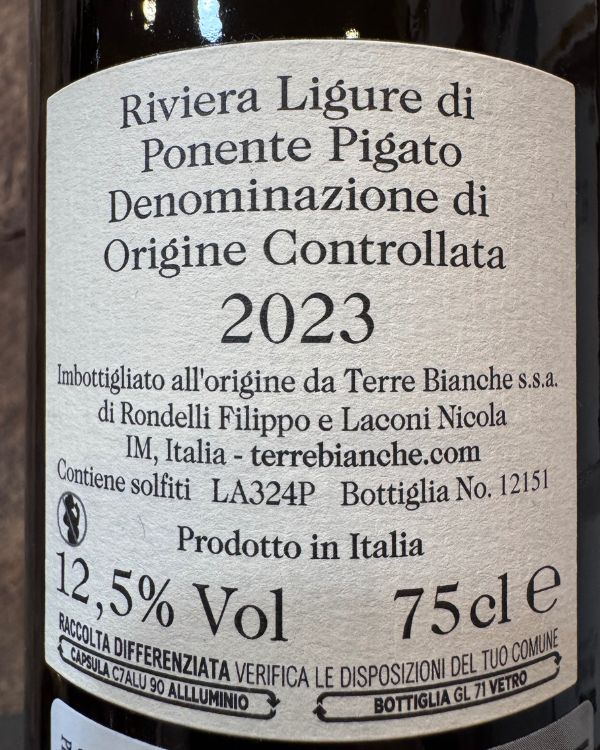 Riviera Ligure di
Ponente Pigato
Denominazione di
Origine Controllata
2023
Imbottigliato all'origine da Terre Bianche s.s.a.
di Rondelli Filippo e Laconi Nicola
IM, Italia - terrebianche.com
Contiene solfiti LA324P Bottiglia No. 12151
Prodotto in Italia
12,5% Vol 75 cl e
RACCOLTA DIFFERENZIATA VERIFICA LE DISPOSIZIONI DEL TUO COMUNE
CAPSULA C7ALU 90 ALLLUMINIO BOTTIGLIA GL 71 VETRO